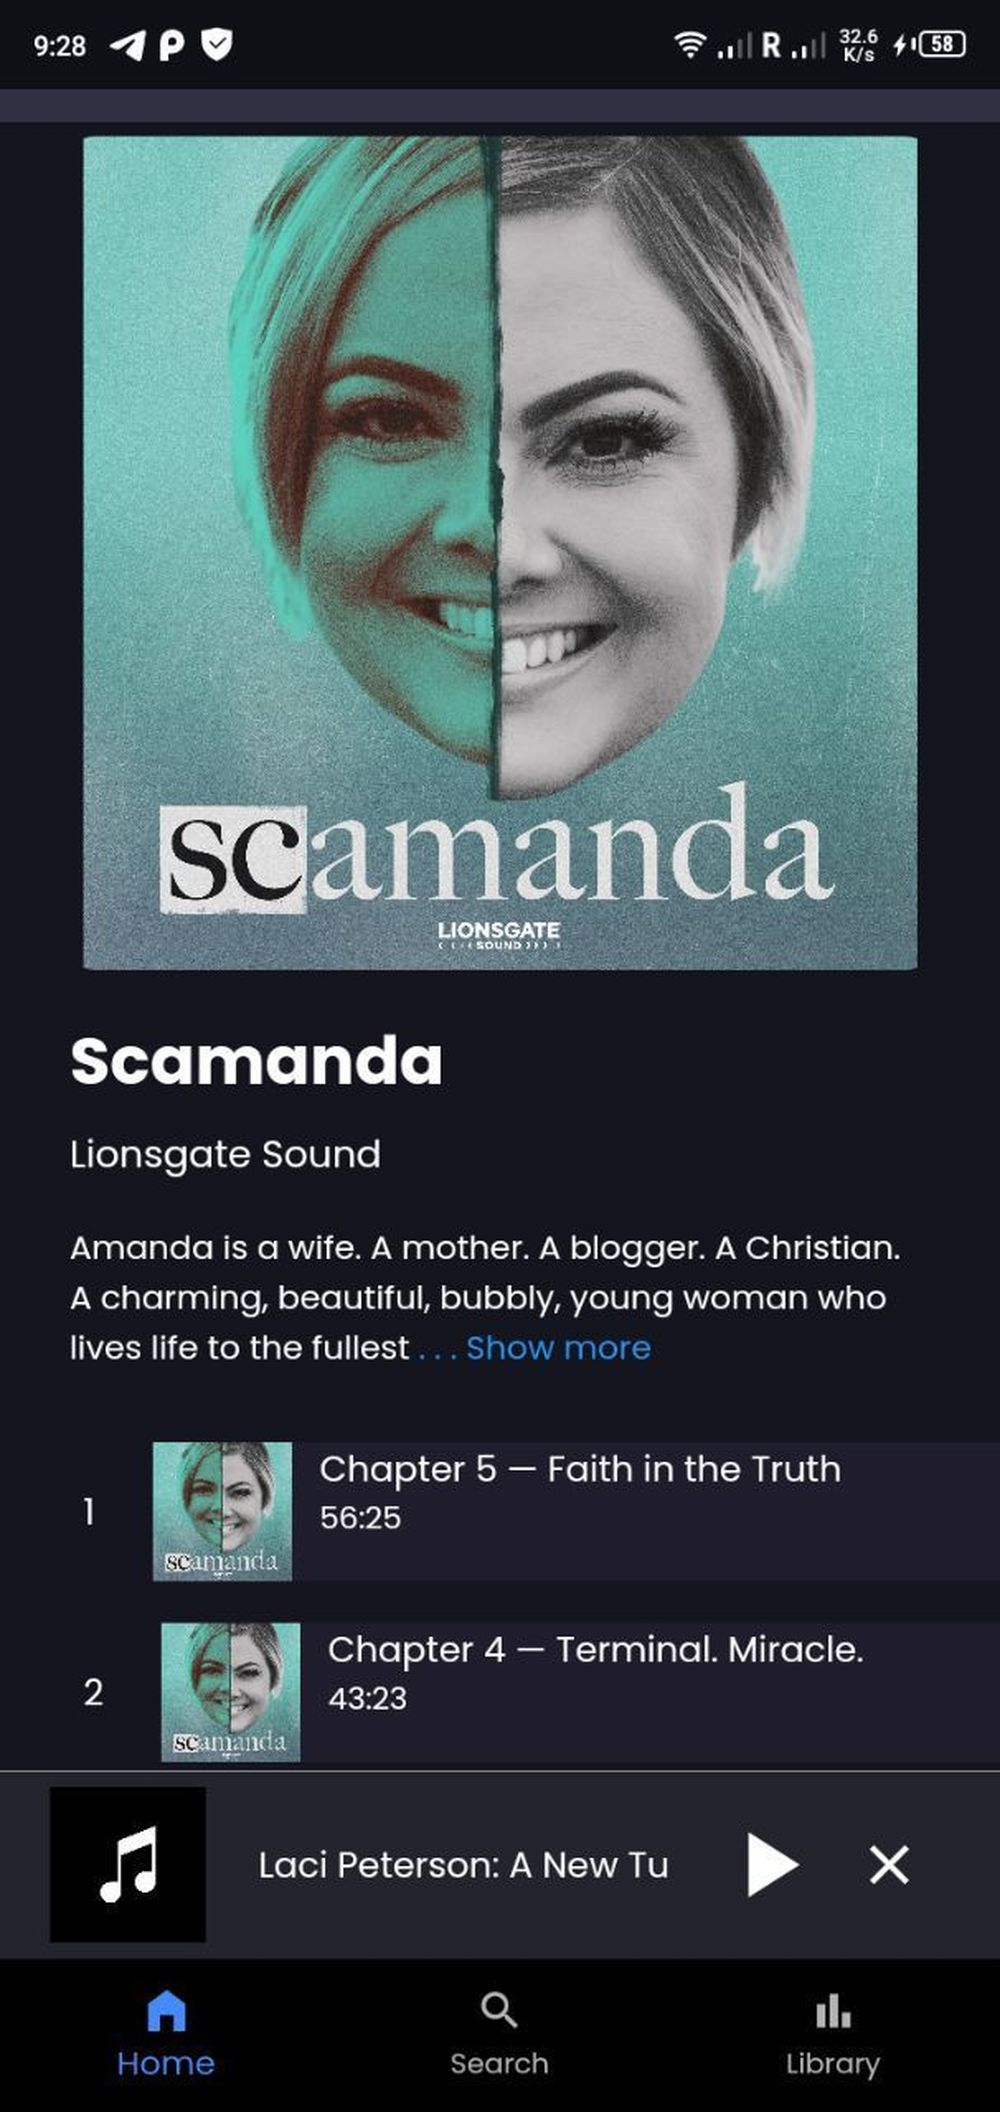 9:28
R
32.6
K/s
58
scamanda
LIONSGATE
SOUND
Scamanda
Lionsgate Sound
Amanda is a wife. A mother. A blogger. A Christian.
A charming, beautiful, bubbly, young woman who
lives life to the fullest . . . Show more
1
scamanda
Chapter 5 — Faith in the Truth
56:25
2
scamanda
Chapter 4 — Terminal. Miracle.
43:23
Laci Peterson: A New Tu
Home
Search
Library